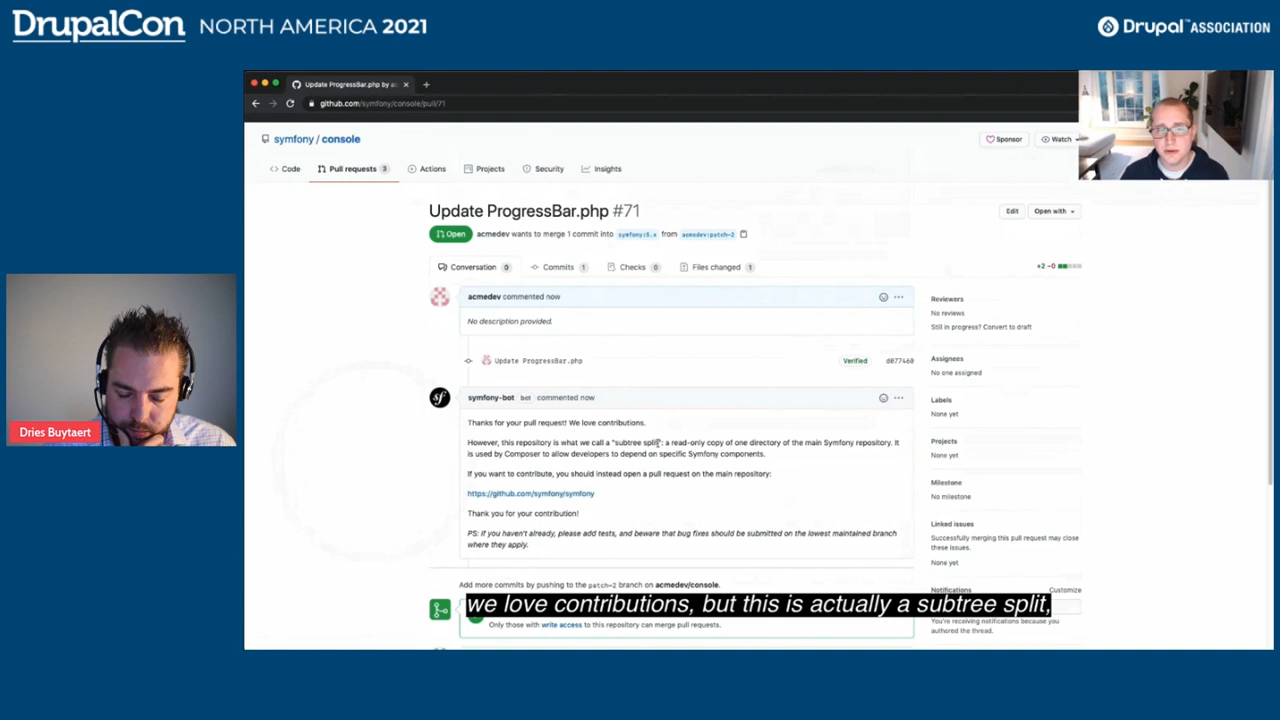 DrupalCon NORTH AMERICA 2021
Drupal™ ASSOCIATION
Update ProgressBar.php by ac
github.com/symfony/console/pull/71
symfony / console
Sponsor
Watch
Code
Pull requests 3
Actions
Projects
Security
Insights
Update ProgressBar.php #71
Edit
Open with
Open
acmedev wants to merge 1 commit into symfony:5.x from acmedev:patch-2
Conversation 0
Commits 1
Checks 0
Files changed 1
+2 −0
acmedev commented now
No description provided.
Update ProgressBar.php
Verified
d077460
symfony-bot bot commented now
Thanks for your pull request! We love contributions.
However, this repository is what we call a "subtree split": a read-only copy of one directory of the main Symfony repository. It
is used by Composer to allow developers to depend on specific Symfony components.
If you want to contribute, you should instead open a pull request on the main repository:
https://github.com/symfony/symfony
Thank you for your contribution!
PS: if you haven't already, please add tests, and beware that bug fixes should be submitted on the lowest maintained branch
where they apply.
Add more commits by pushing to the patch-2 branch on acmedev/console.
Only those with write access to this repository can merge pull requests.
Reviewers
No reviews
Still in progress? Convert to draft
Assignees
No one assigned
Labels
None yet
Projects
None yet
Milestone
No milestone
Linked issues
Successfully merging this pull request may close
these issues.
None yet
Notifications
Customize
You're receiving notifications because you
authored the thread.
we love contributions, but this is actually a subtree split,
Dries Buytaert